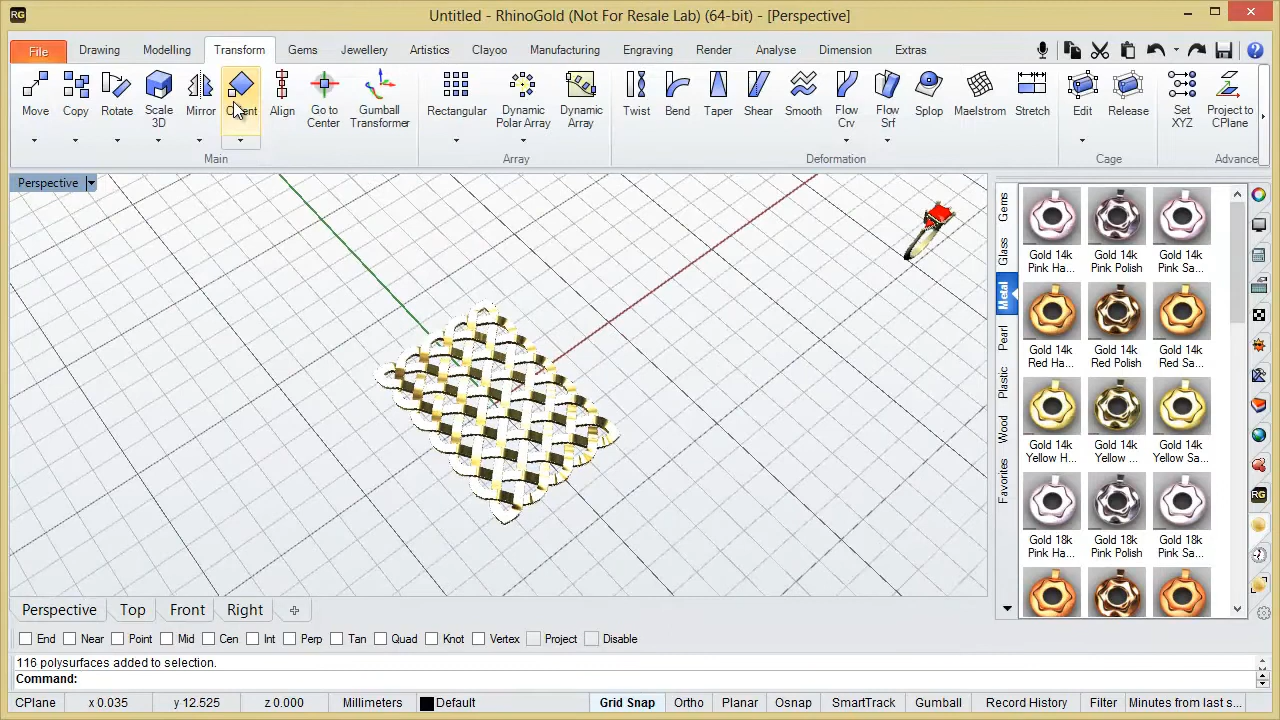 RG
Untitled - RhinoGold (Not For Resale Lab) (64-bit) - [Perspective]
File Drawing Modelling Transform Gems Jewellery Artistics Clayoo Manufacturing Engraving Render Analyse Dimension Extras
Move Copy Rotate Scale 3D Mirror Align Go to Center Gumball Transformer Rectangular Dynamic Polar Array Dynamic Array Twist Bend Taper Shear Smooth Flow Crv Flow Srf Splop Maelstrom Stretch Edit Release Set XYZ Project to CPlane
Main Array Deformation Cage Advance
Perspective
Gems
Glass
Metal
Pearl
Plastic
Wood
Favorites
Gold 14k Pink Ha... Gold 14k Pink Polish Gold 14k Pink Sa...
Gold 14k Red Ha... Gold 14k Red Polish Gold 14k Red Sa...
Gold 14k Yellow H... Gold 14k Yellow ... Gold 14k Yellow Sa...
Gold 18k Pink Ha... Gold 18k Pink Polish Gold 18k Pink Sa...
RG
Perspective Top Front Right
End Near Point Mid Cen Int Perp Tan Quad Knot Vertex Project Disable
116 polysurfaces added to selection.
Command:
CPlane x 0.035 y 12.525 z 0.000 Millimeters Default Grid Snap Ortho Planar Osnap SmartTrack Gumball Record History Filter Minutes from last s...